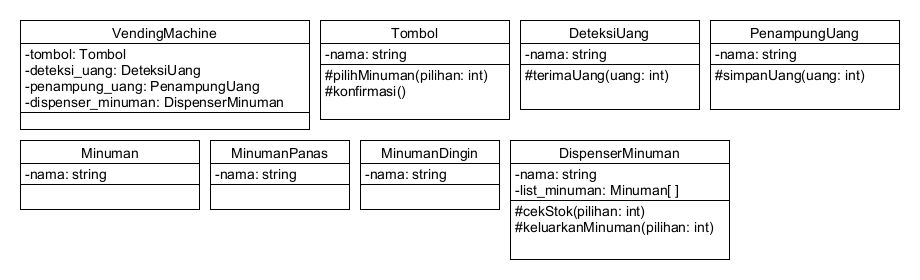 VendingMachine
-tombol: Tombol
-deteksi_uang: DeteksiUang
-penampung_uang: PenampungUang
-dispenser_minuman: DispenserMinuman
Tombol
-nama: string
#pilihMinuman(pilihan: int)
#konfirmasi()
DeteksiUang
-nama: string
#terimaUang(uang: int)
PenampungUang
-nama: string
#simpanUang(uang: int)
Minuman
-nama: string
MinumanPanas
-nama: string
MinumanDingin
-nama: string
DispenserMinuman
-nama: string
-list_minuman: Minuman[ ]
#cekStok(pilihan: int)
#keluarkanMinuman(pilihan: int)